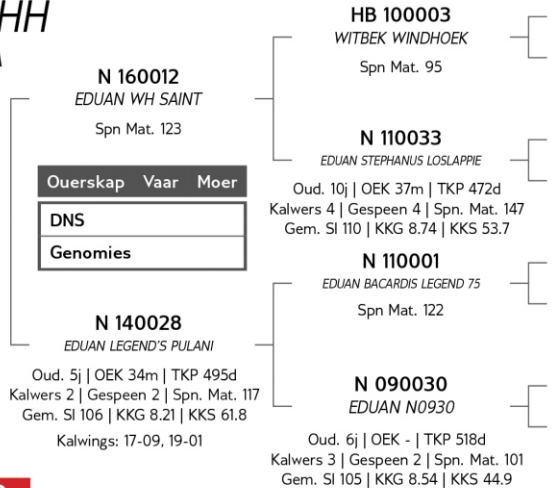 HH
HB 100003
WITBEK WINDHOEK
Spn Mat. 95
N 160012
EDUAN WH SAINT
Spn Mat. 123
N 110033
EDUAN STEPHANUS LOSLAPPIE
Oud. 10j | OEK 37m | TKP 472d
Kalwers 4 | Gespeen 4 | Spn. Mat. 147
Gem. SI 110 | KKG 8.74 | KKS 53.7
Ouerskap Vaar Moer
DNS
Genomies
N 110001
EDUAN BACARDIS LEGEND 75
Spn Mat. 122
N 140028
EDUAN LEGEND'S PULANI
Oud. 5j | OEK 34m | TKP 495d
Kalwers 2 | Gespeen 2 | Spn. Mat. 117
Gem. SI 106 | KKG 8.21 | KKS 61.8
Kalwings: 17-09, 19-01
N 090030
EDUAN N0930
Oud. 6j | OEK - | TKP 518d
Kalwers 3 | Gespeen 2 | Spn. Mat. 101
Gem. SI 105 | KKG 8.54 | KKS 44.9